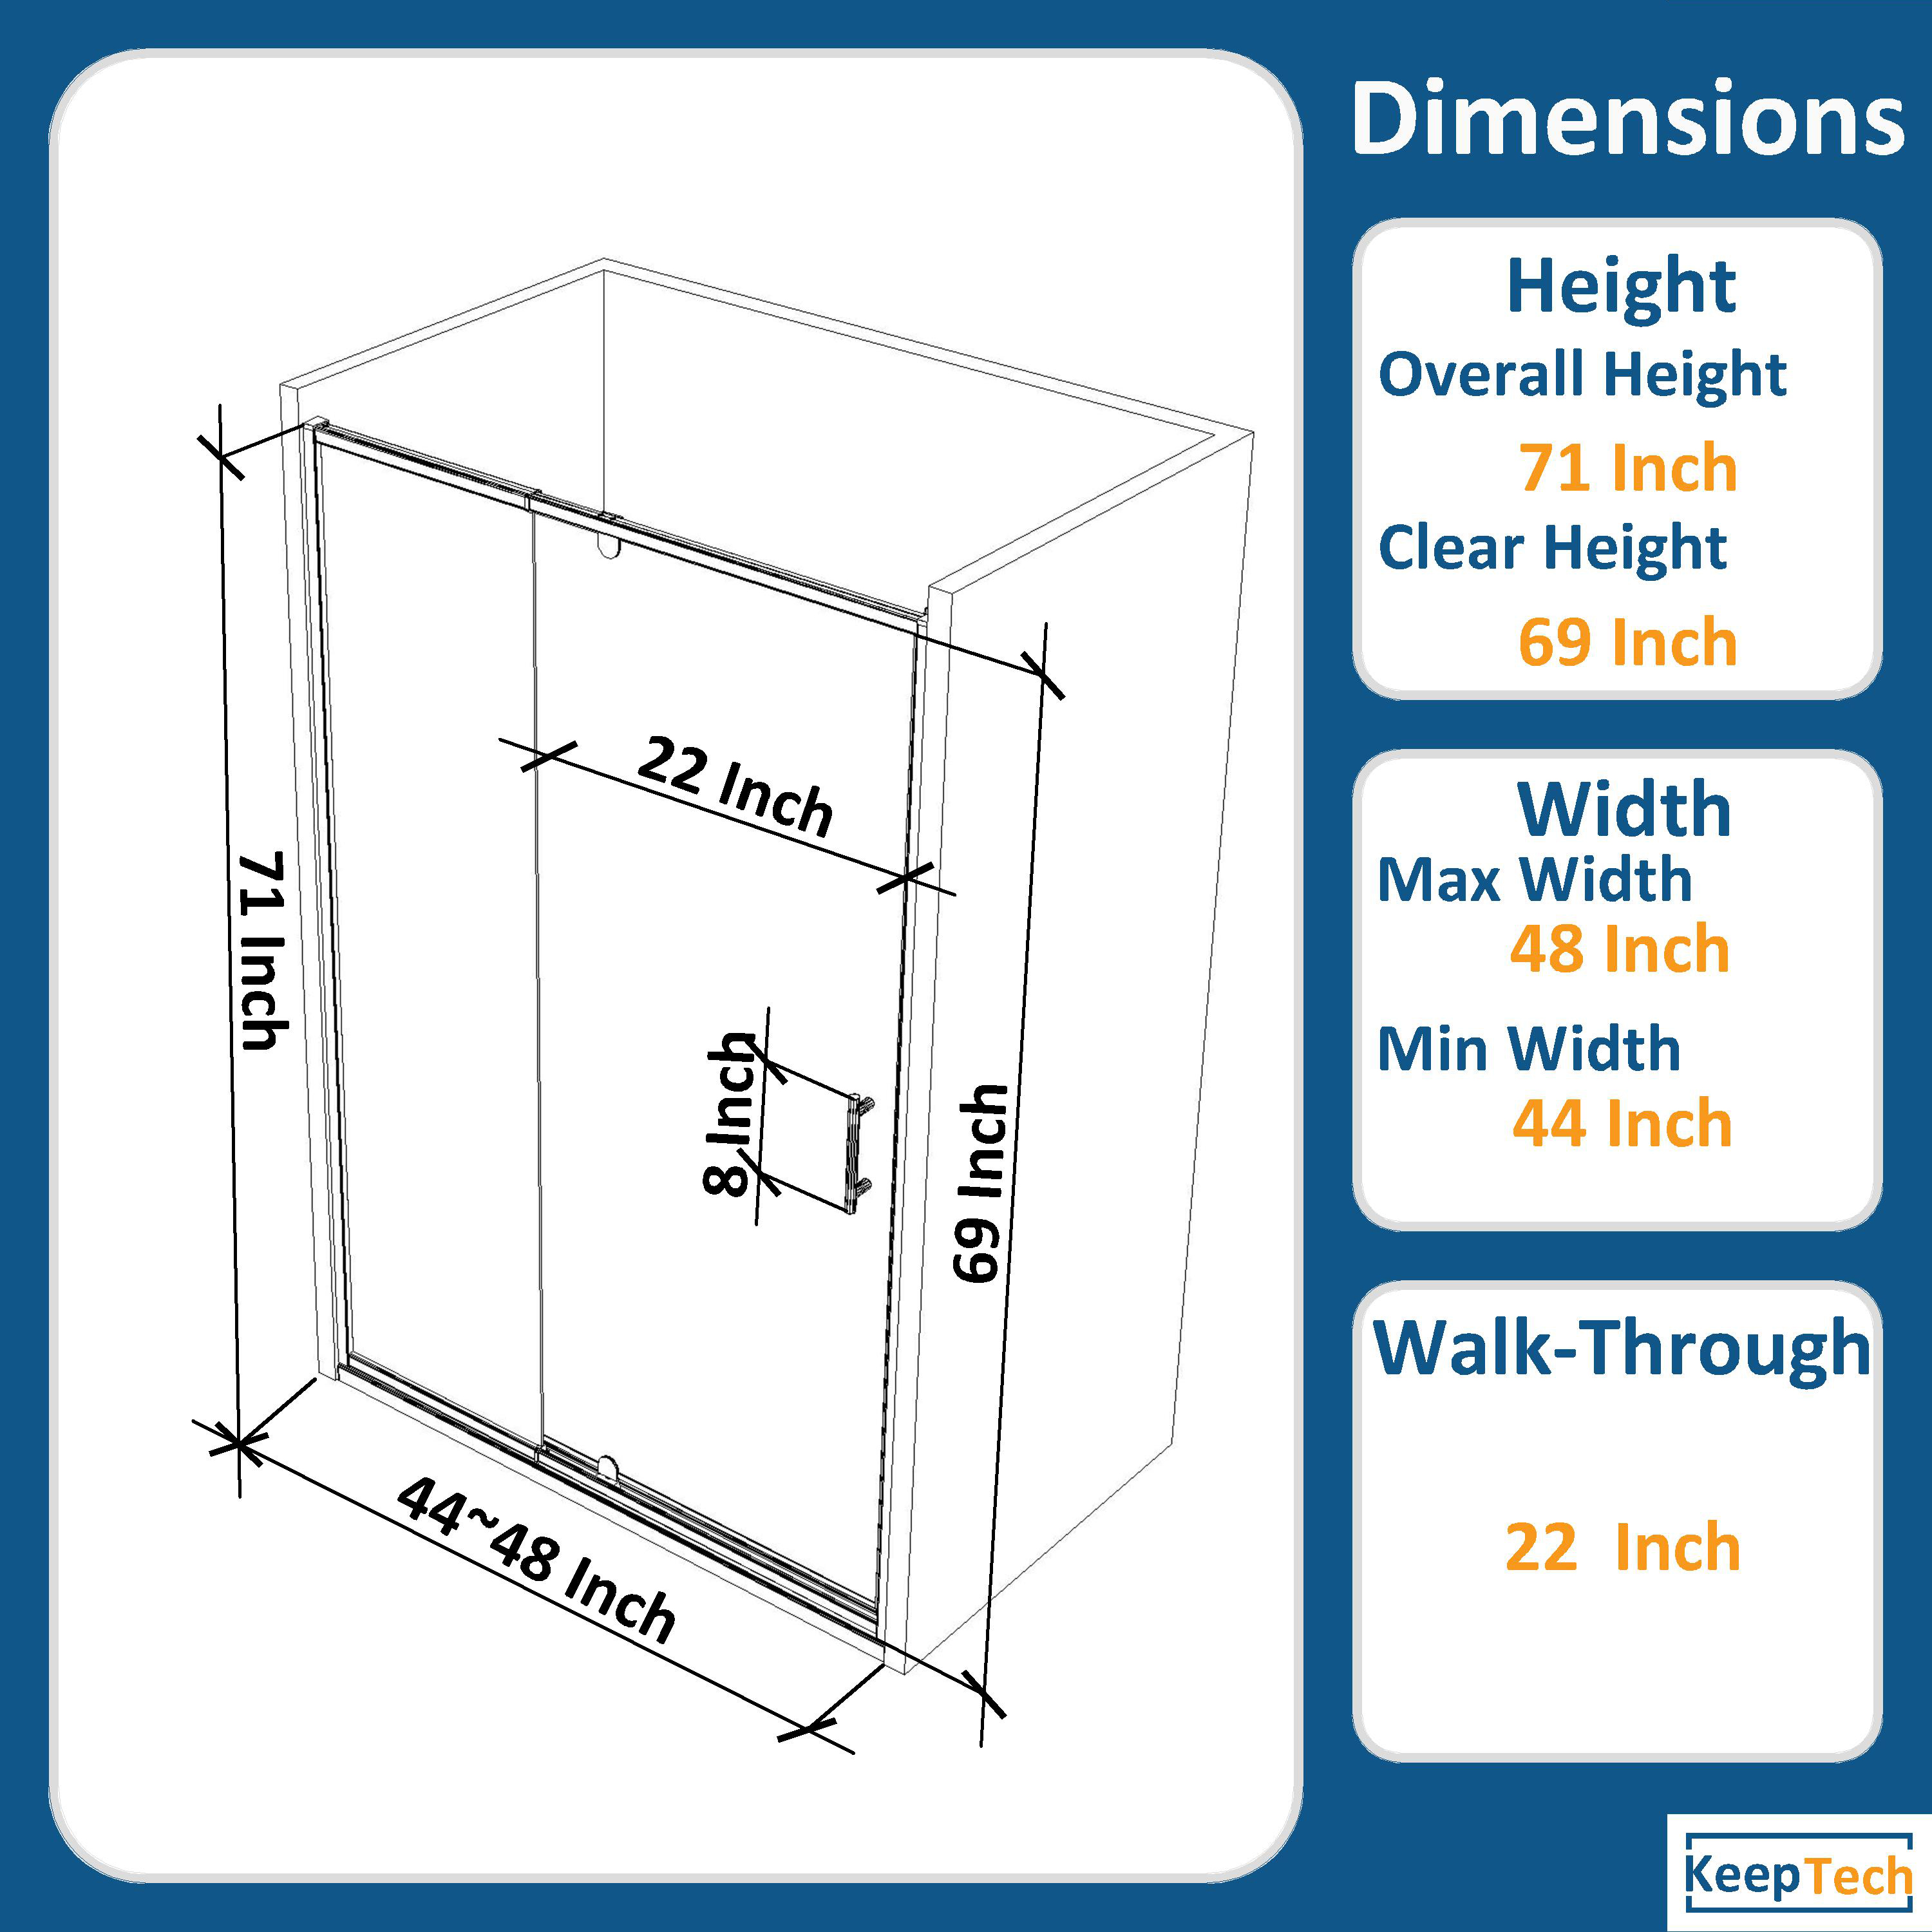 Dimensions
Height
Overall Height
71 Inch
Clear Height
69 Inch
Width
Max Width
48 Inch
Min Width
44 Inch
Walk-Through
22 Inch
71 Inch
22 Inch
8 Inch
69 Inch
44~48 Inch
KeepTech